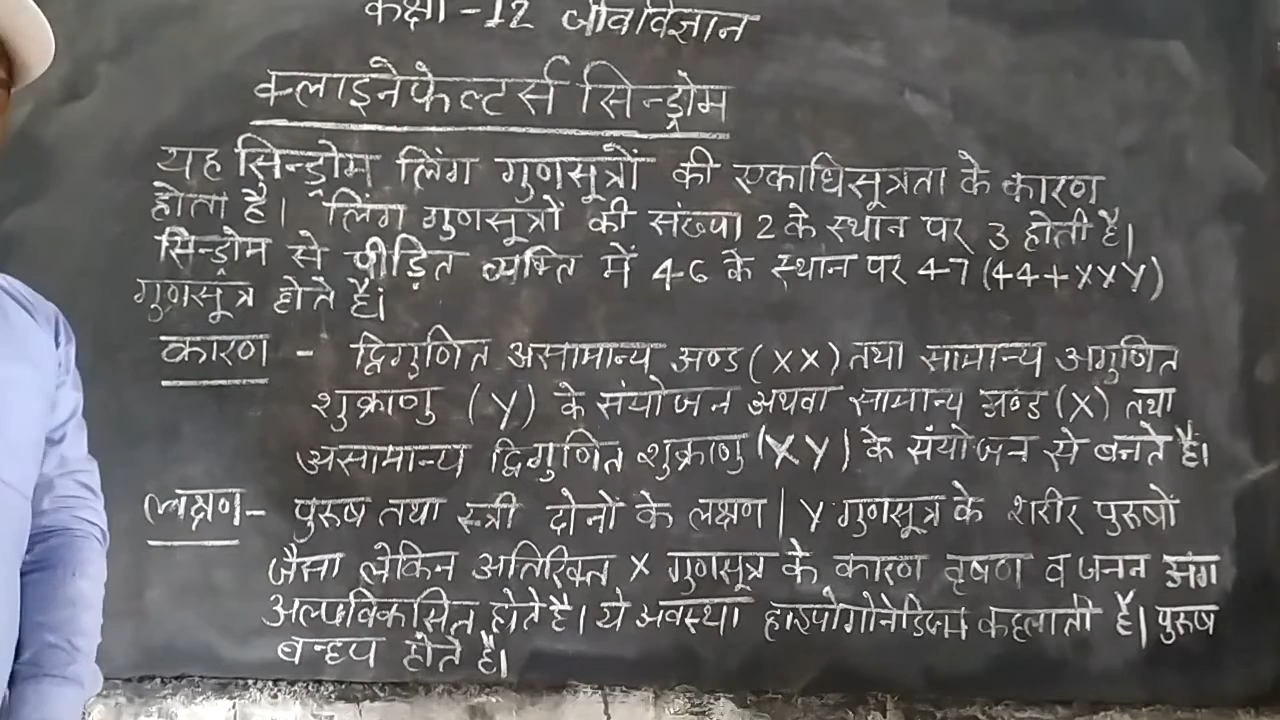 कक्षा -12 जीवविज्ञान
क्लाइनेफेल्टर्स सिन्ड्रोम
यह सिन्ड्रोम लिंग गुणसूत्रों की एकाधिसूत्रता के कारण
होता है। लिंग गुणसूत्रों की संख्या 2 के स्थान पर 3 होती है।
सिन्ड्रोम से पीड़ित व्यक्ति में 46 के स्थान पर 47 (44+XXY)
गुणसूत्र होते है।
कारण - द्विगुणित असामान्य अण्ड (XX) तथा सामान्य अगुणित
शुक्राणु (Y) के संयोजन अथवा सामान्य अण्ड (X) तथा
असामान्य द्विगुणित शुक्राणु (XY) के संयोजन से बनते है।
लक्षण- पुरुष तथा स्त्री दोनों के लक्षण | Y गुणसूत्र के शरीर पुरुषों
जैसा लेकिन अतिरिक्त X गुणसूत्र के कारण वृषण व जनन अंग
अल्पविकसित होते है। ये अवस्था हाइपोगोनेडिज्म कहलाती है। पुरुष
बन्ध्य होते है।